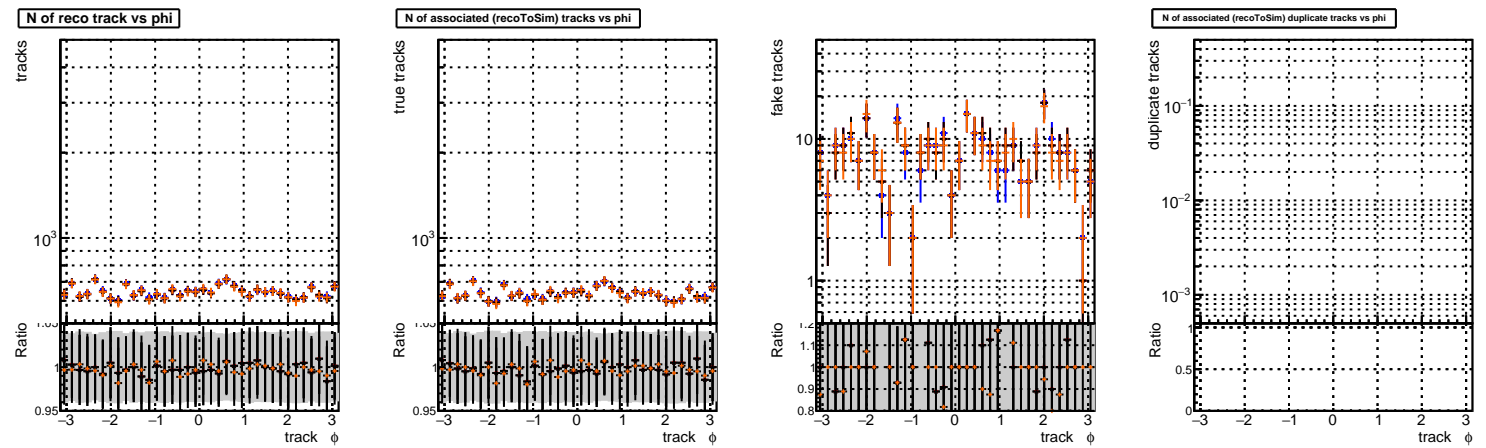 N of reco track vs phi
tracks
10³
Ratio
1.05
1
0.95
−3 −2 −1 0 1 2 3
track φ
N of associated (recoToSim) tracks vs phi
true tracks
10³
Ratio
1.05
1
0.95
−3 −2 −1 0 1 2 3
track φ
fake tracks
10
1
Ratio
1.2
1.1
1
0.9
0.8
−3 −2 −1 0 1 2 3
track φ
N of associated (recoToSim) duplicate tracks vs phi
duplicate tracks
10⁻¹
10⁻²
10⁻³
Ratio
1
0.5
0
−3 −2 −1 0 1 2 3
track φ